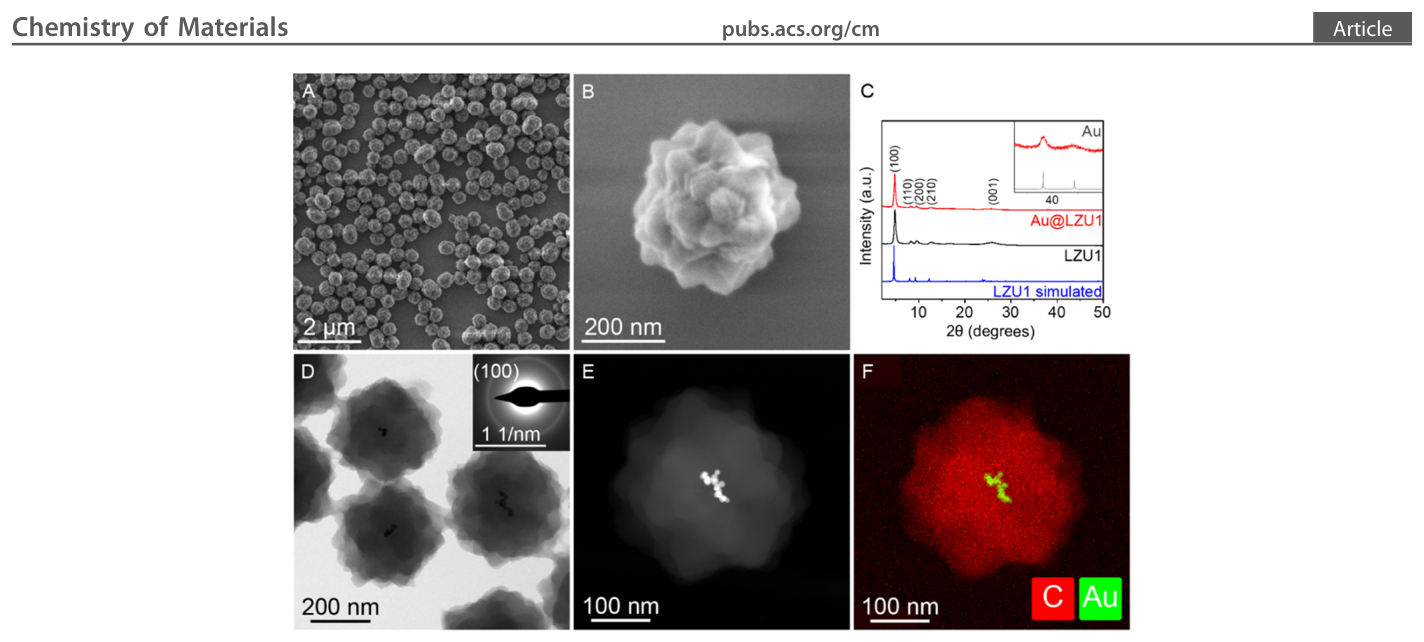 Chemistry of Materials
pubs.acs.org/cm
Article
A
2 μm
B
200 nm
C
Intensity (a.u.)
(100)
(110)
(200)
(210)
(001)
Au
40
Au@LZU1
LZU1
LZU1 simulated
10 20 30 40 50
2θ (degrees)
D
(100)
1 1/nm
200 nm
E
100 nm
F
100 nm
C Au